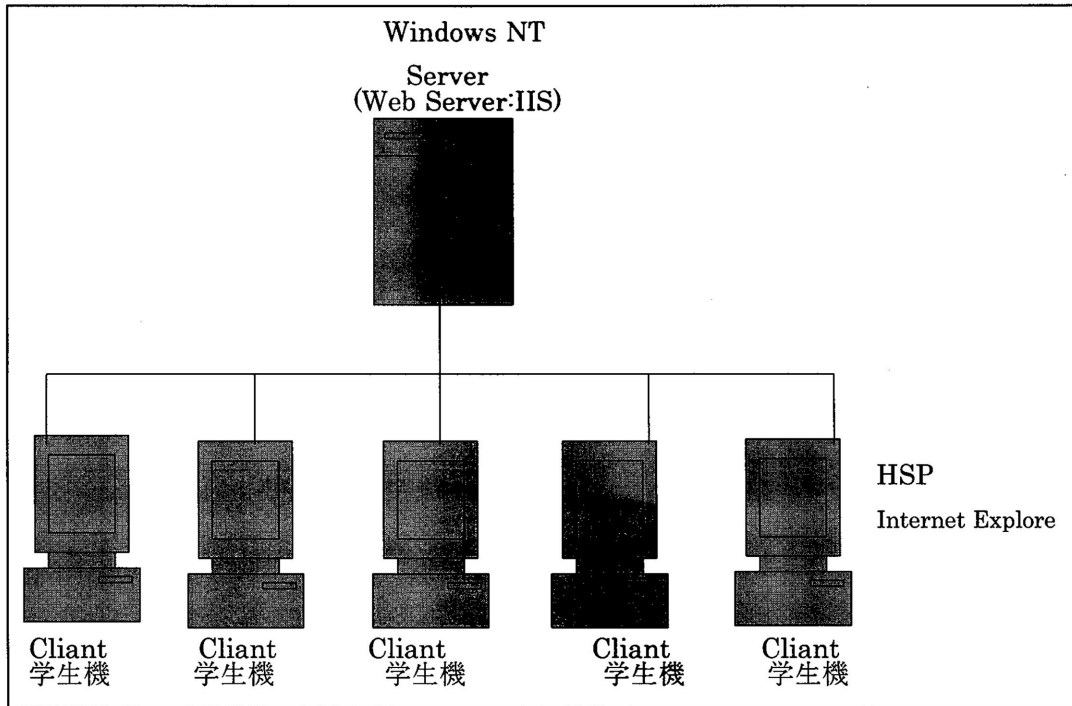 Windows NT
Server
(Web Server:IIS)
HSP
Internet Explore
Cliant
学生機
Cliant
学生機
Cliant
学生機
Cliant
学生機
Cliant
学生機